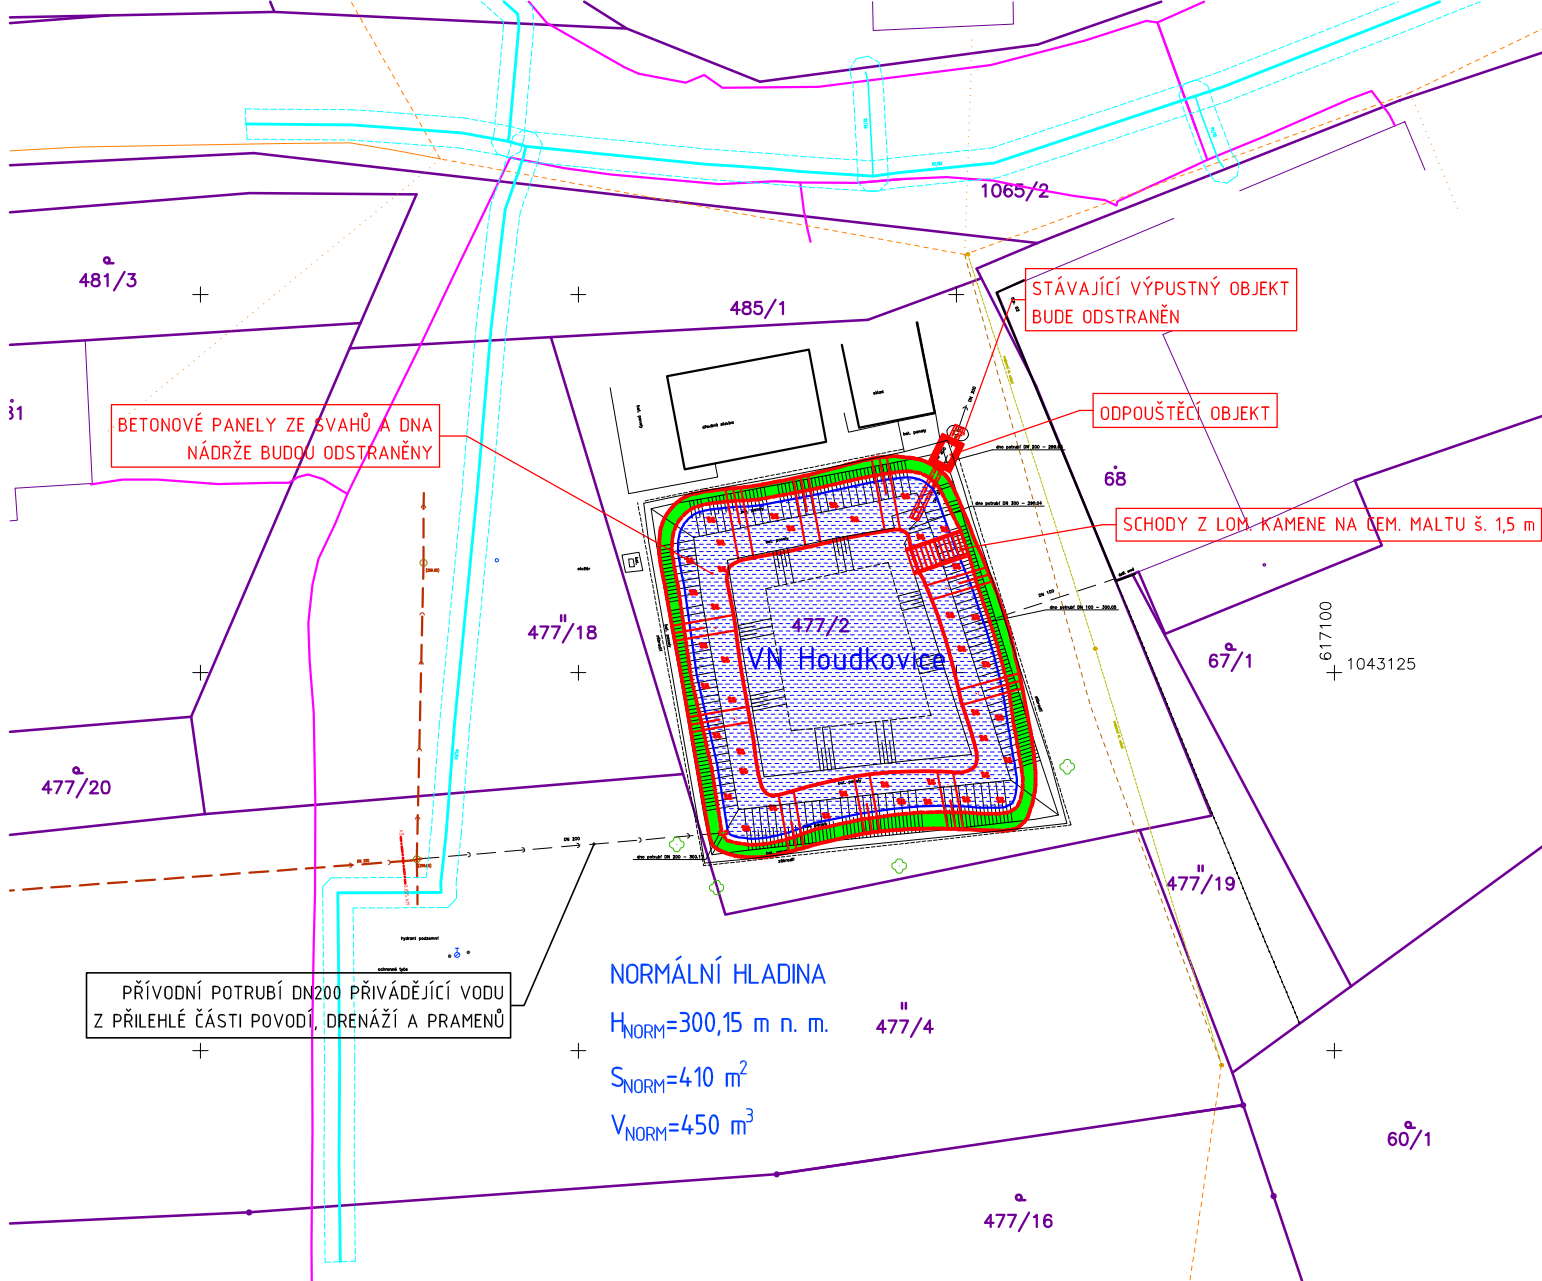 1065/2
481/3
485/1
STÁVAJÍCÍ VÝPUSTNÝ OBJEKT
BUDE ODSTRANĚN
BETONOVÉ PANELY ZE SVAHŮ A DNA
NÁDRŽE BUDOU ODSTRANĚNY
ODPOUŠTĚCÍ OBJEKT
68
SCHODY Z LOM. KAMENE NA CEM. MALTU š. 1,5 m
477/18
477/2
VN Houdkovice
67/1
617100
1043125
477/20
DN 200
477/19
PŘÍVODNÍ POTRUBÍ DN200 PŘIVÁDĚJÍCÍ VODU
Z PŘILEHLÉ ČÁSTI POVODÍ, DRENÁŽÍ A PRAMENŮ
NORMÁLNÍ HLADINA
HNORM=300,15 m n. m.
SNORM=410 m²
VNORM=450 m³
477/4
60/1
477/16